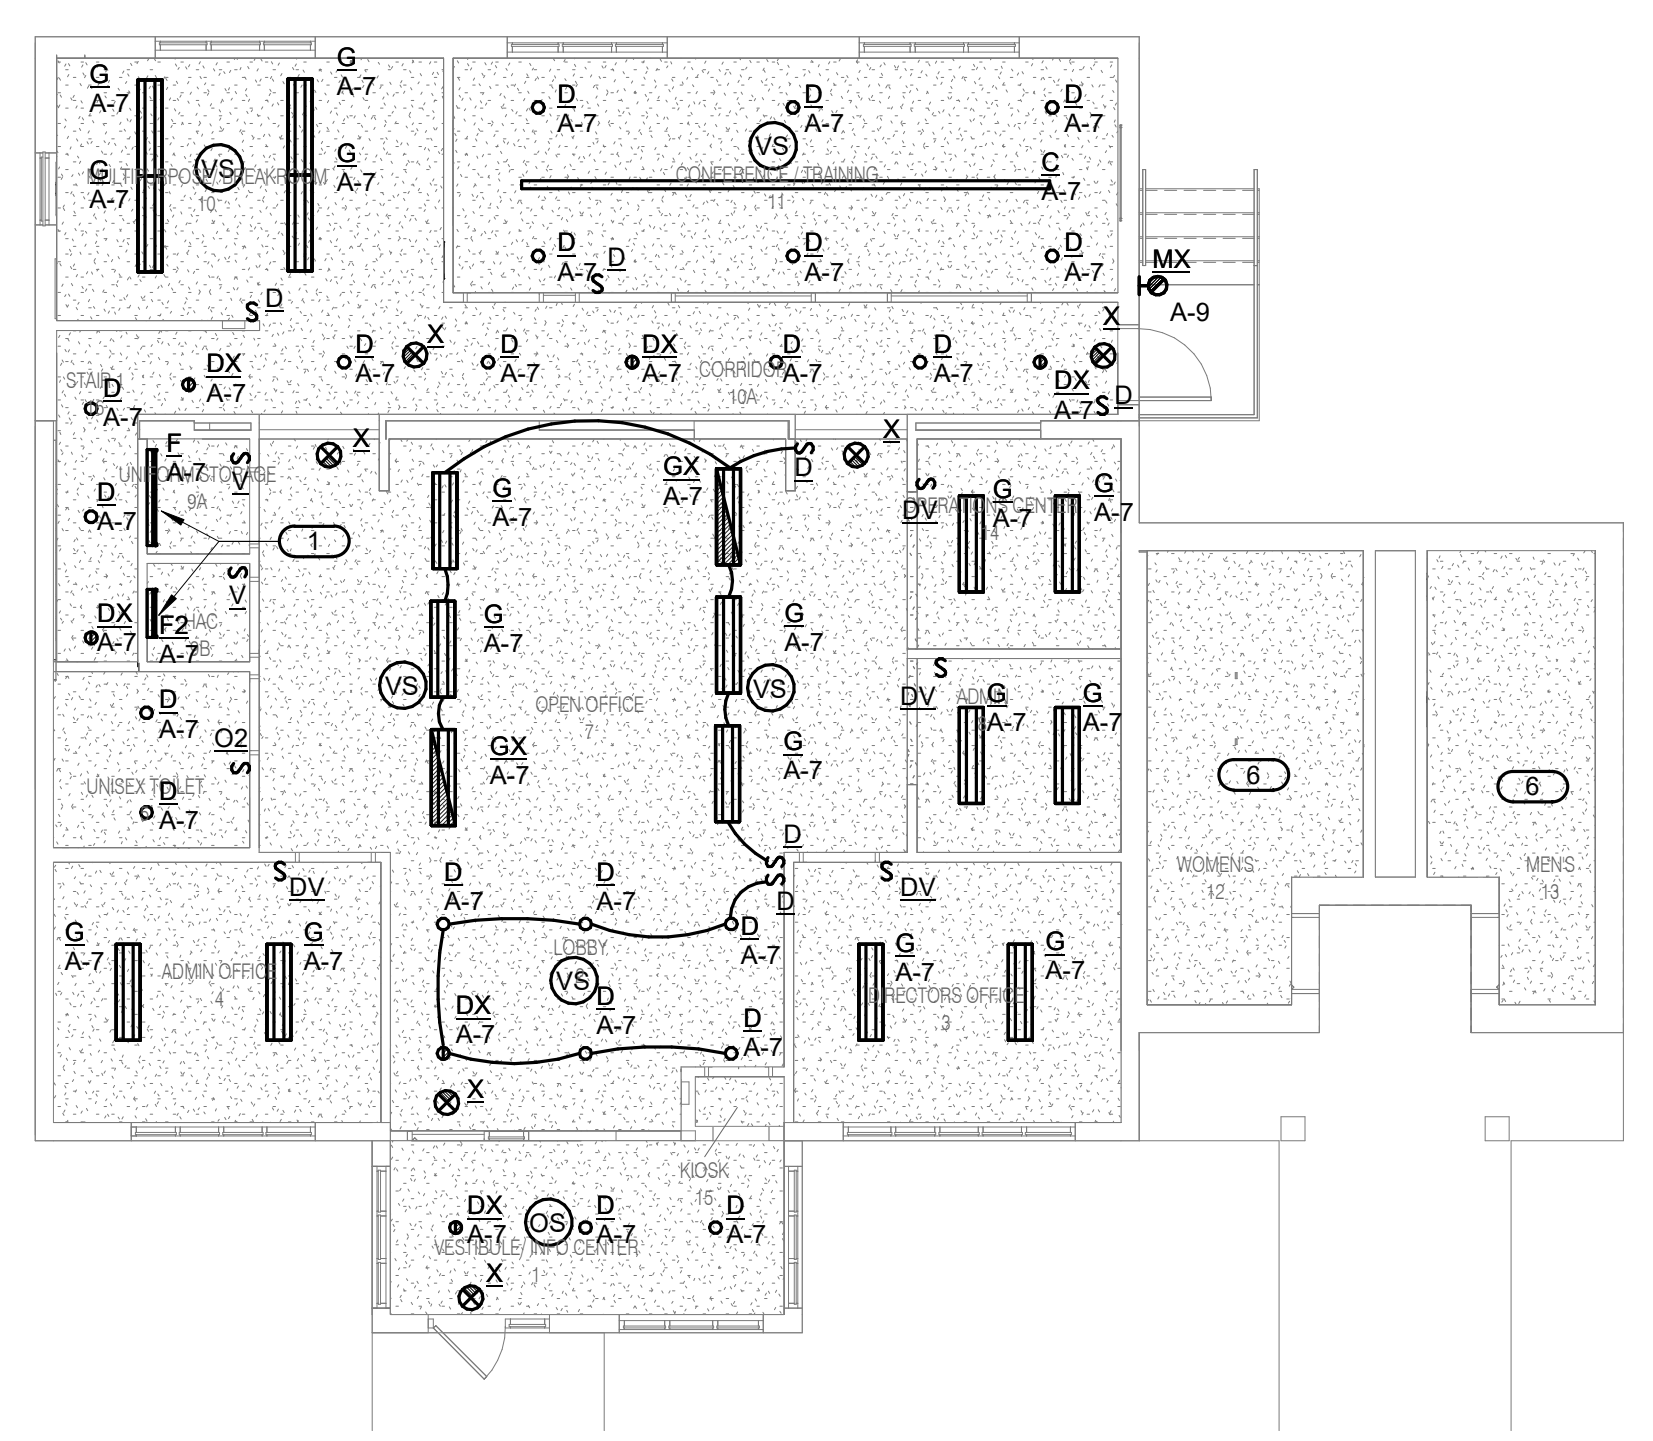 G
A-7
G
A-7
G
A-7
G
A-7
VS
MULTIPURPOSE/ BREAKROOM
10
D
A-7
D
A-7
D
A-7
VS
CONFERENCE / TRAINING
11
C
A-7
D
A-7
D
D
A-7
D
A-7
S
S
D
MX
A-9
X
DX
A-7
D
A-7
X
D
A-7
DX
A-7
D
A-7
D
A-7
DX
A-7
S
D
CORRIDOR
10A
STAIR 1
D
A-7
F
A-7
UNIFORM STORAGE
9A
S
V
X
GX
A-7
S
D
X
D
A-7
1
G
A-7
S
DV
OPERATIONS CENTER
14
G
A-7
G
A-7
S
V
DX
A-7
F2
A-7
HAC
G
A-7
G
A-7
VS
VS
OPEN OFFICE
7
S
DV
ADMIN
G
A-7
G
A-7
D
A-7
O2
S
UNISEX TOILET
D
A-7
GX
A-7
G
A-7
6
6
WOMEN'S
12
MEN'S
13
D
S
S
D
S
DV
S
DV
D
A-7
D
A-7
D
A-7
LOBBY
VS
DX
A-7
D
A-7
D
A-7
X
G
A-7
G
A-7
ADMIN OFFICE
4
G
A-7
G
A-7
DIRECTORS OFFICE
3
KIOSK
15
DX
A-7
OS
D
A-7
D
A-7
VESTIBULE/ INFO CENTER
1
X